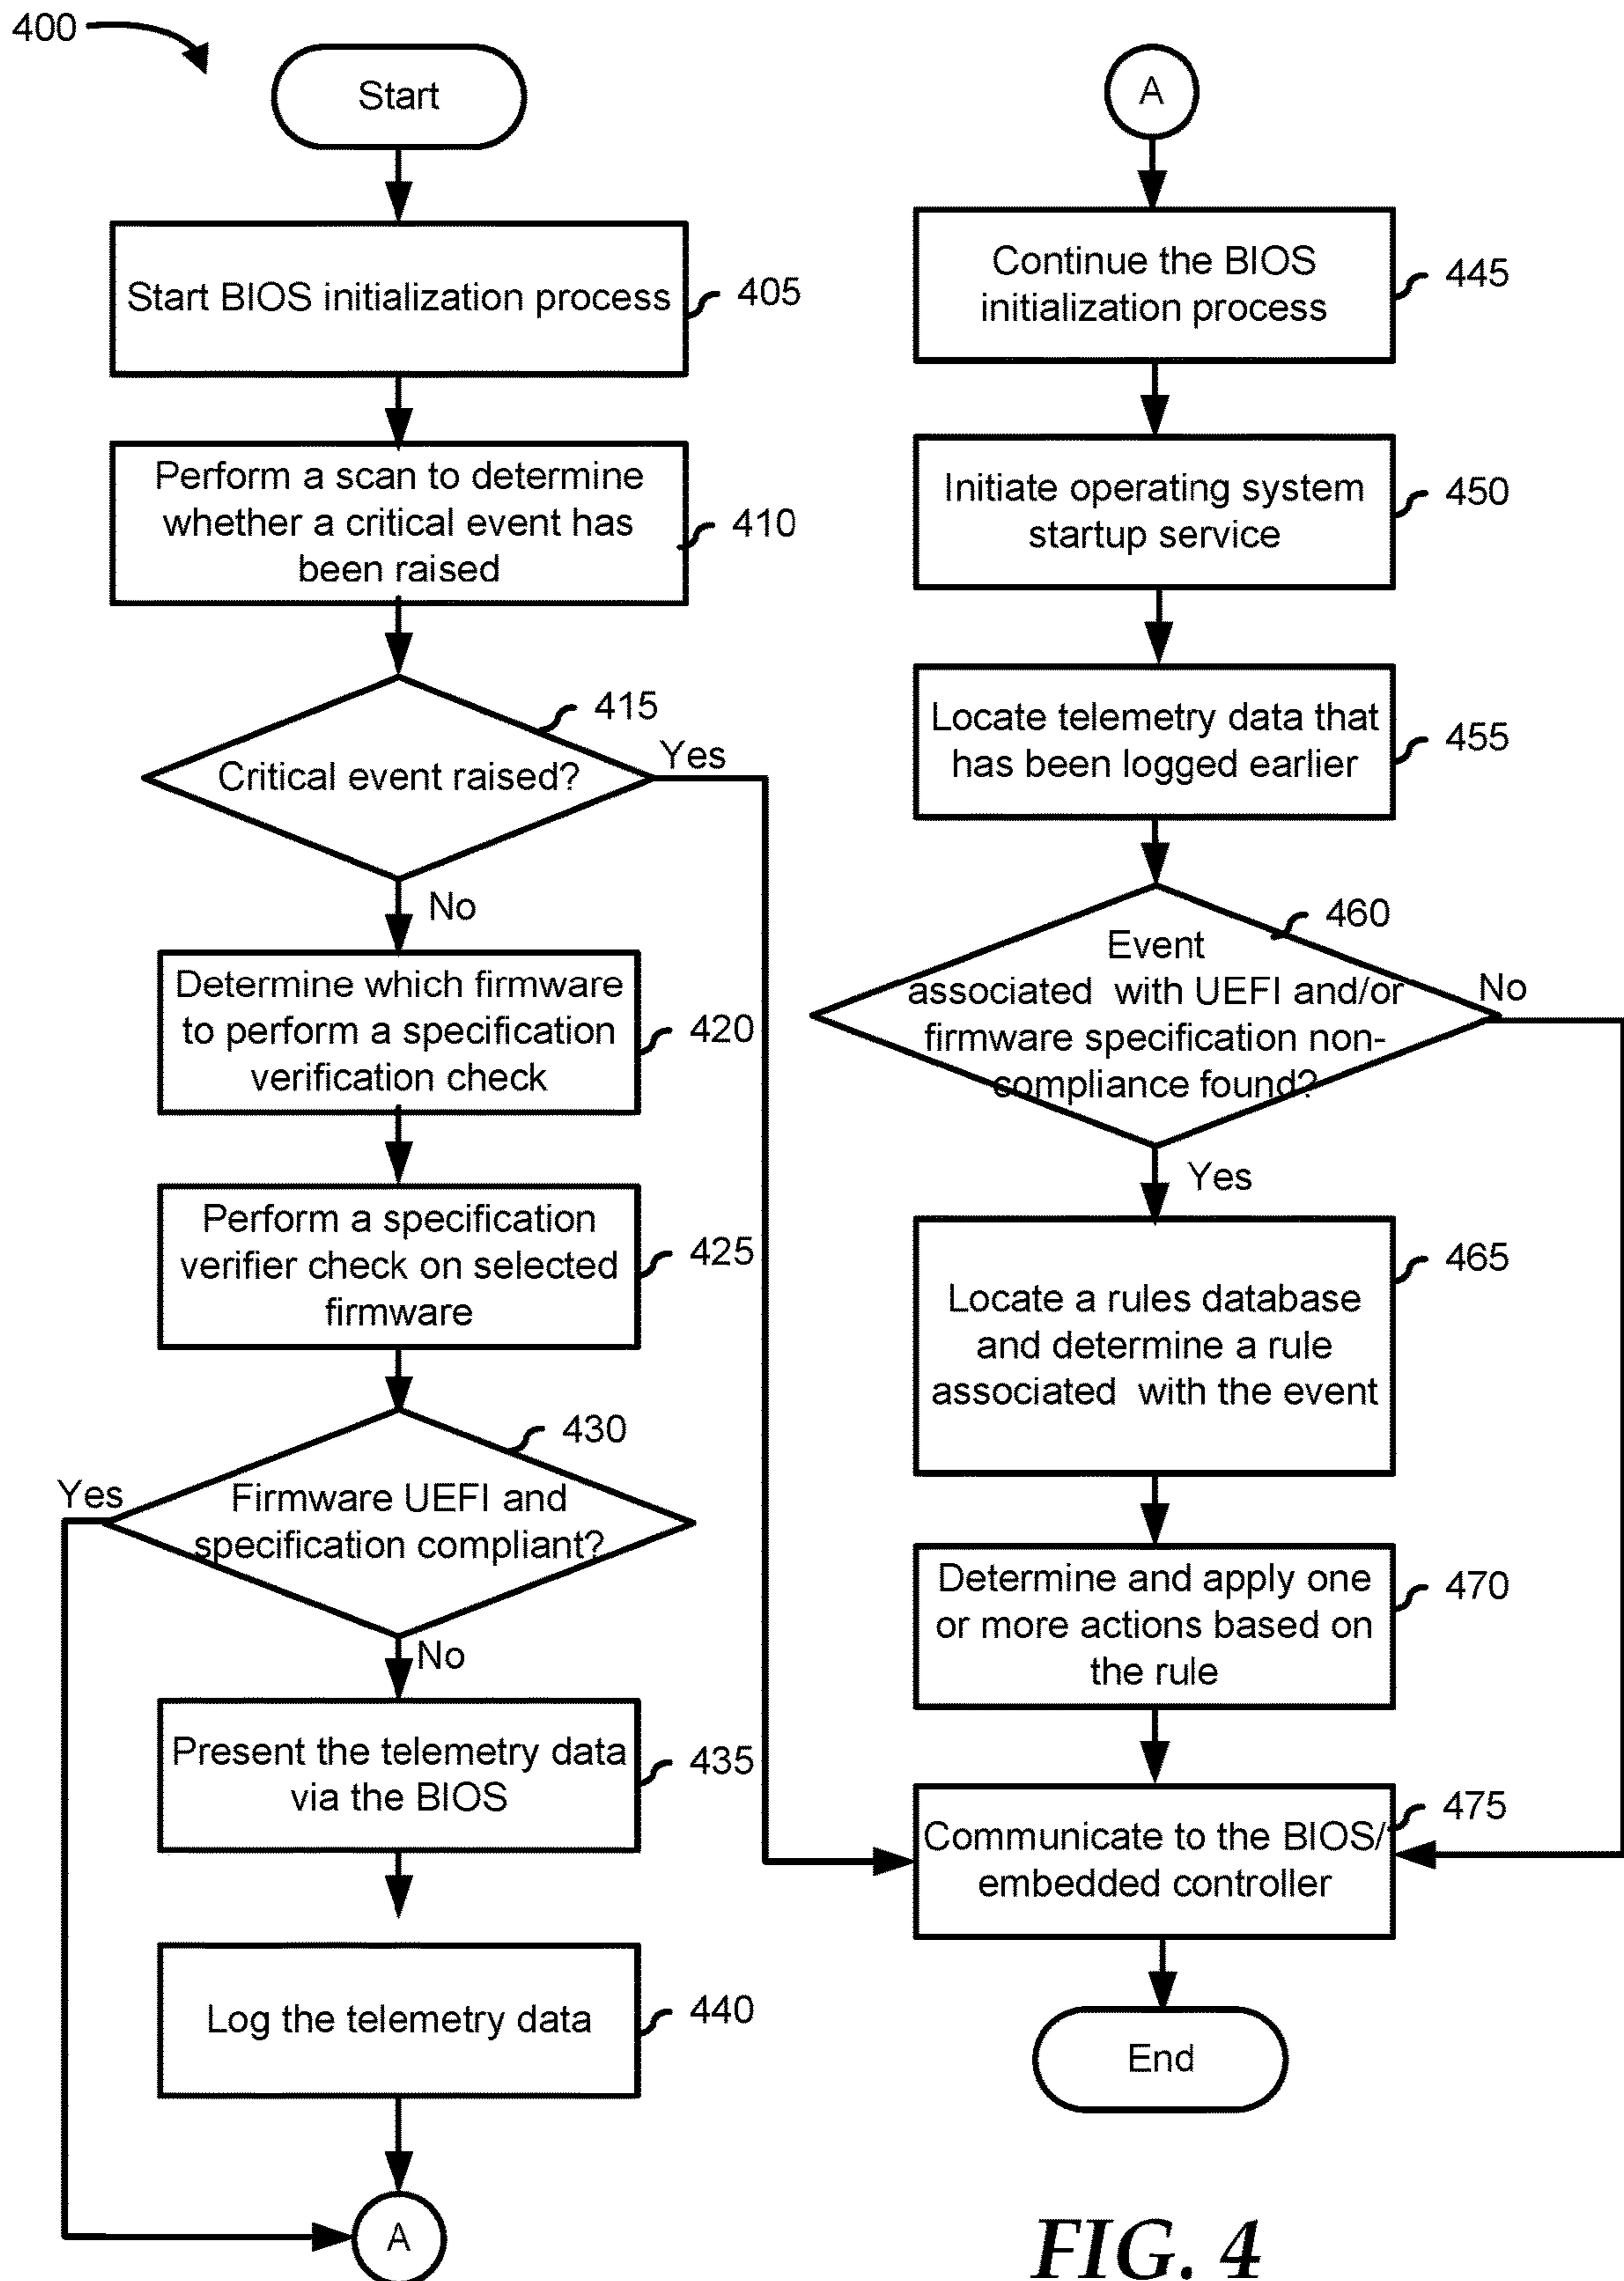 400
Start
Start BIOS initialization process
405
Perform a scan to determine
whether a critical event has
been raised
410
415
Critical event raised?
Yes
No
Determine which firmware
to perform a specification
verification check
420
Perform a specification
verifier check on selected
firmware
425
430
Yes
Firmware UEFI and
specification compliant?
No
Present the telemetry data
via the BIOS
435
Log the telemetry data
440
A
A
Continue the BIOS
initialization process
445
Initiate operating system
startup service
450
Locate telemetry data that
has been logged earlier
455
460
Event
associated with UEFI and/or
firmware specification non-
compliance found?
No
Yes
465
Locate a rules database
and determine a rule
associated with the event
Determine and apply one
or more actions based on
the rule
470
475
Communicate to the BIOS/
embedded controller
End
FIG. 4